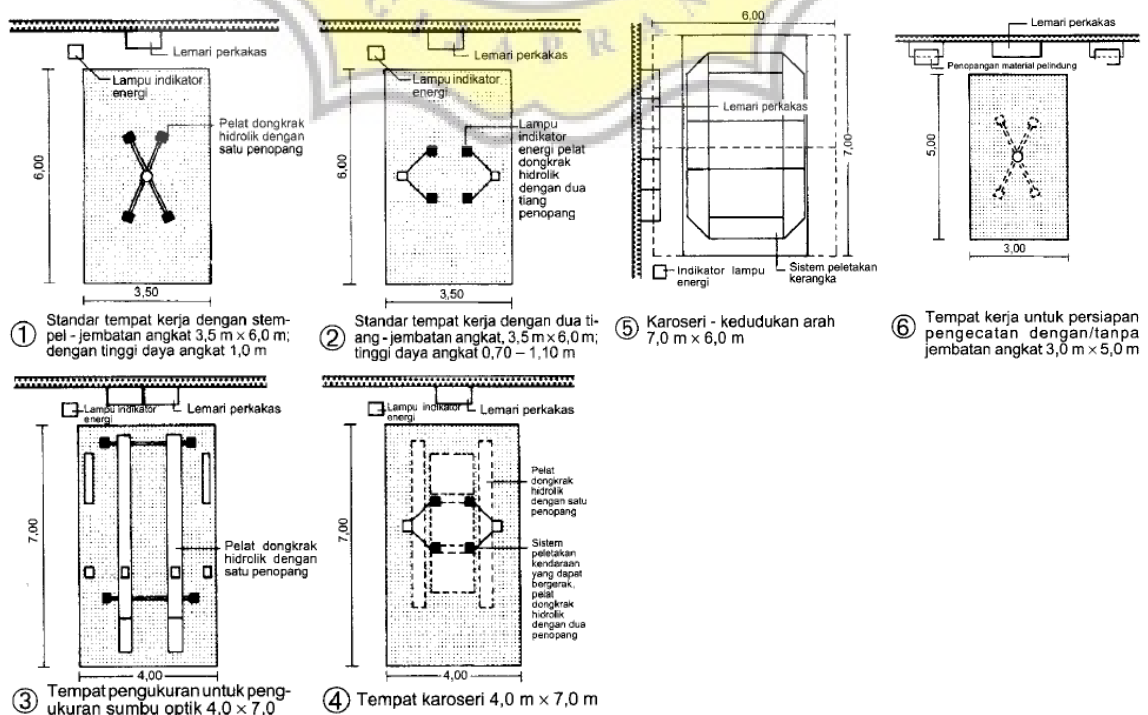 GIJAPRAN
Lemari perkakas
Lampu indikator
energi
Pelat dongkrak
hidrolik dengan
satu penopang
6,00
3,50
① Standar tempat kerja dengan stem-
pel - jembatan angkat 3,5 m × 6,0 m;
dengan tinggi daya angkat 1,0 m
Lemari perkakas
Lampu indikator
energi
Lampu
indikator
energi pelat
dongkrak
hidrolik
dengan dua
tiang
penopang
6,00
3,50
② Standar tempat kerja dengan dua ti-
ang - jembatan angkat, 3,5 m × 6,0 m;
tinggi daya angkat 0,70 – 1,10 m
6,00
Lemari perkakas
7,00
Indikator lampu
energi
Sistem peletakan
kerangka
⑤ Karoseri - kedudukan arah
7,0 m × 6,0 m
Lemari perkakas
Penopangan material pelindung
5,00
3,00
⑥ Tempat kerja untuk persiapan
pengecatan dengan/tanpa
jembatan angkat 3,0 m × 5,0 m
Lampu indikator
energi
Lemari perkakas
7,00
Pelat dongkrak
hidrolik dengan
satu penopang
4,00
③ Tempat pengukuran untuk peng-
ukuran sumbu optik 4,0 × 7,0
Lampu indikator
energi
Lemari perkakas
7,00
Pelat
dongkrak
hidrolik
dengan satu
penopang
Sistem
peletakan
kendaraan
yang dapat
bergerak,
pelat
dongkrak
hidrolik
dengan dua
penopang
4,00
④ Tempat karoseri 4,0 m × 7,0 m